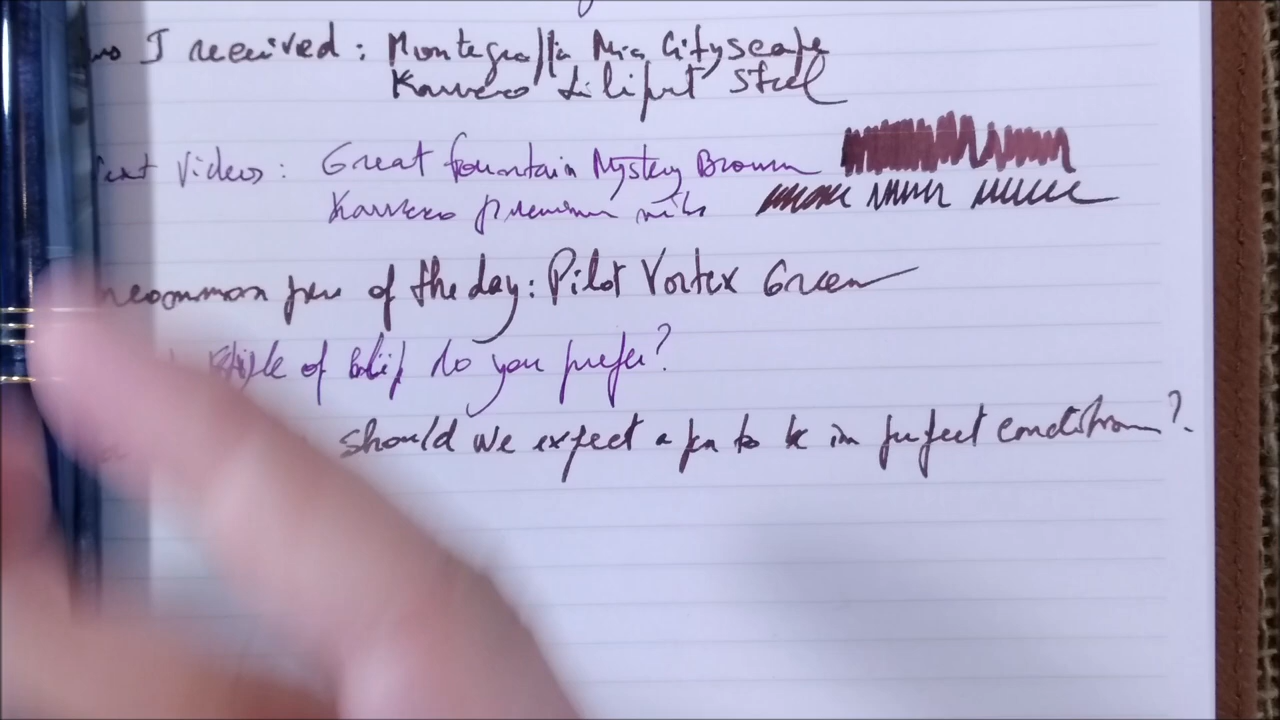 I received: Montegrappa Mia Cityscape
Kaweco Liliput Steel
Videos: Great fountain Mystery Brown
Kaweco premium nibs
pen of the day: Pilot Vortex Green
style of do you prefer?
should we expect a pen to be in perfect condition?